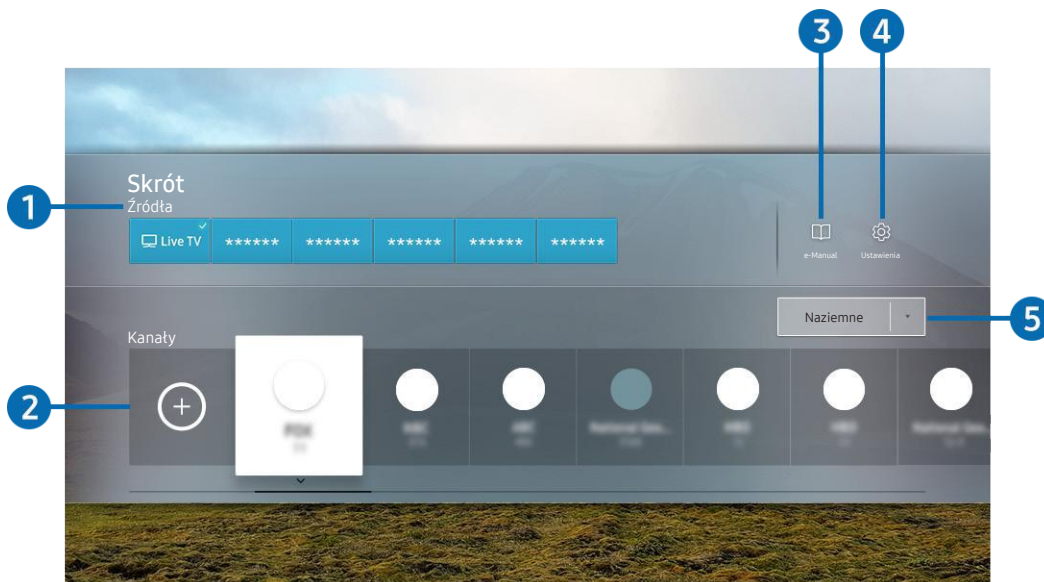 3 4
Skrót
1 Źródła
Live TV ****** ****** ****** ****** ******
e-Manual Ustawienia
Naziemne 5
Kanały
2